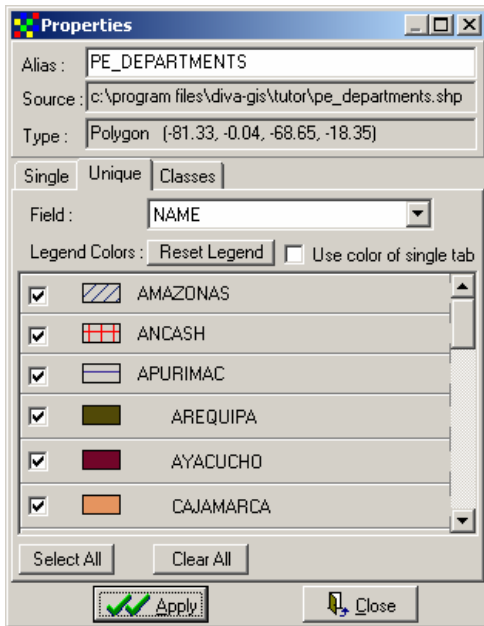 Properties
Alias : PE_DEPARTMENTS
Source : c:\program files\diva-gis\tutor\pe_departments.shp
Type : Polygon (-81.33, -0.04, -68.65, -18.35)
Single Unique Classes
Field : NAME
Legend Colors : Reset Legend Use color of single tab
AMAZONAS
ANCASH
APURIMAC
AREQUIPA
AYACUCHO
CAJAMARCA
Select All Clear All
Apply Close